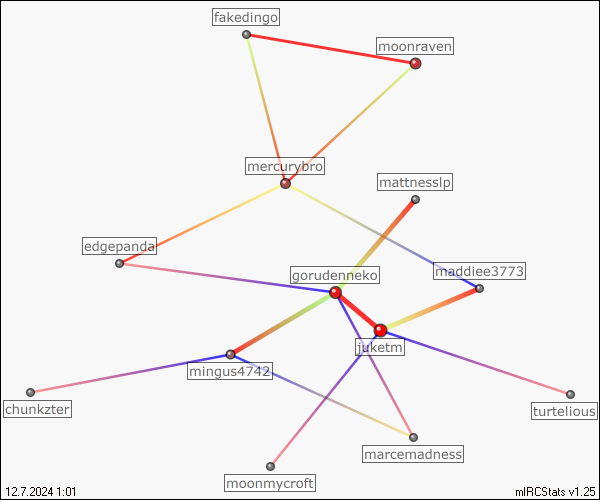 fakedingo
moonraven
mercurybro
mattnesslp
edgepanda
gorudenneko
maddiee3773
juketm
mingus4742
chunkzter
turtelious
marcemadness
moonmycroft
12.7.2024 1:01
mIRCStats v1.25